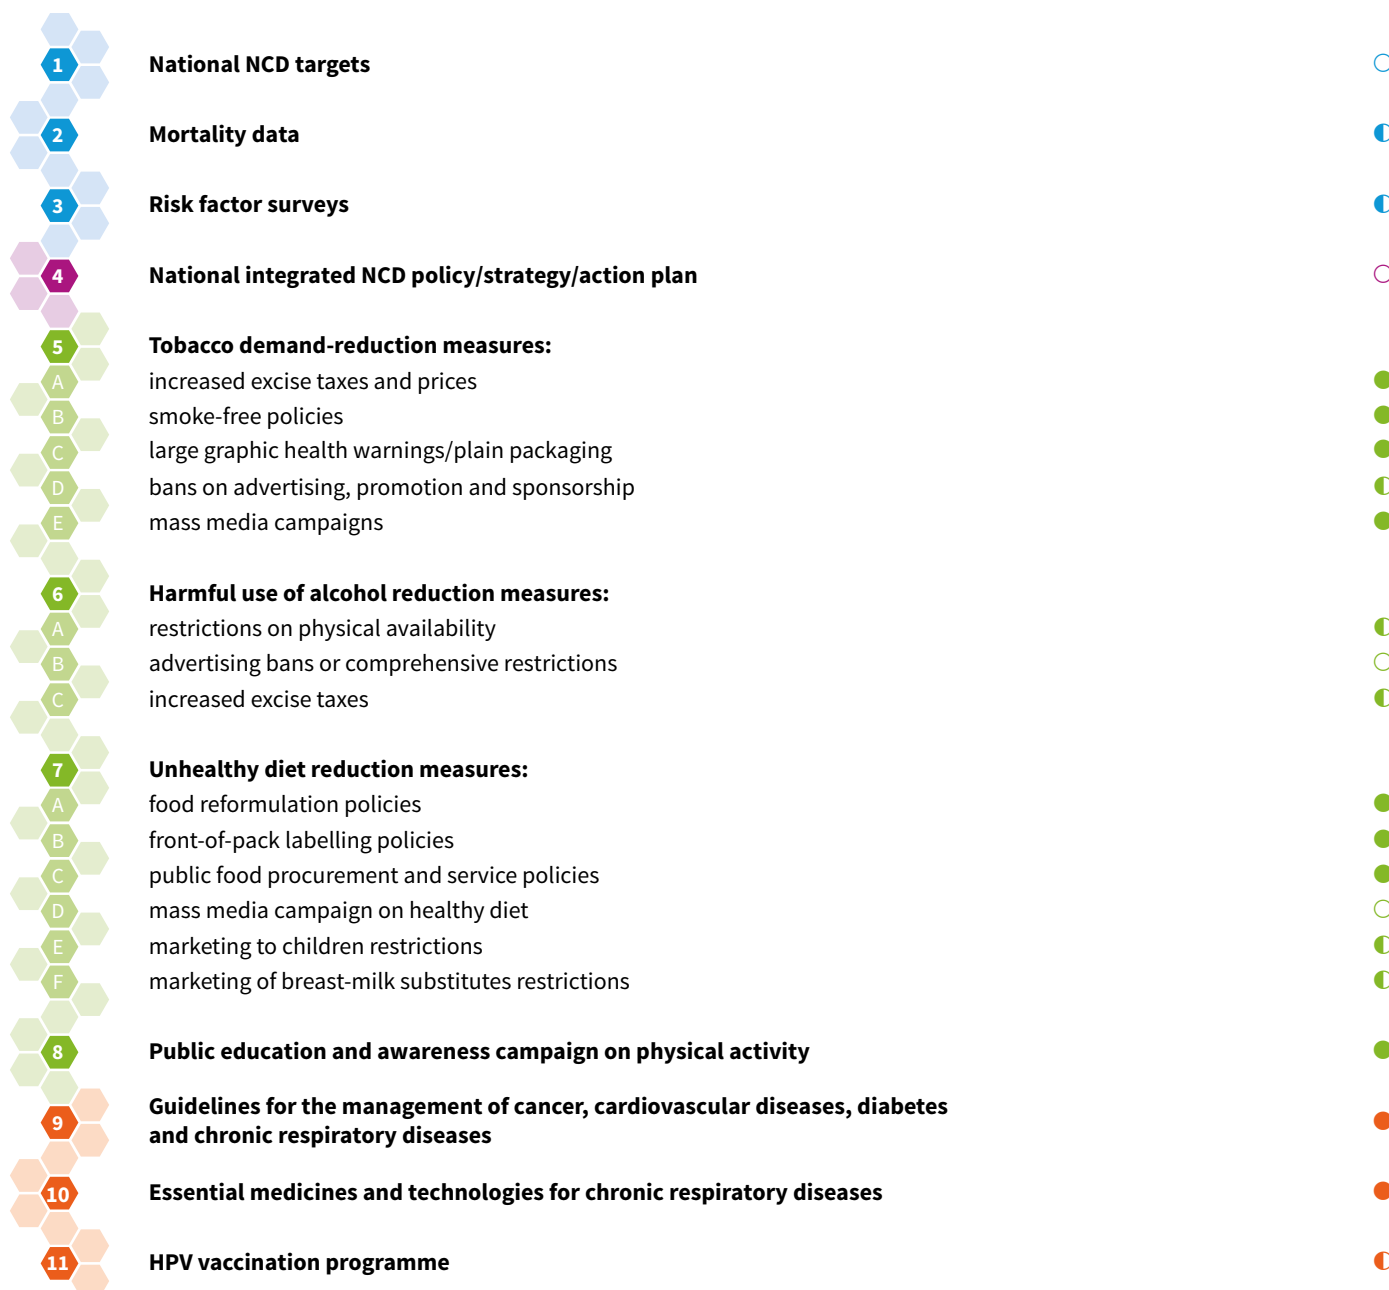 1 National NCD targets
2 Mortality data
3 Risk factor surveys
4 National integrated NCD policy/strategy/action plan
5 Tobacco demand-reduction measures:
A increased excise taxes and prices
B smoke-free policies
C large graphic health warnings/plain packaging
D bans on advertising, promotion and sponsorship
E mass media campaigns
6 Harmful use of alcohol reduction measures:
A restrictions on physical availability
B advertising bans or comprehensive restrictions
C increased excise taxes
7 Unhealthy diet reduction measures:
A food reformulation policies
B front-of-pack labelling policies
C public food procurement and service policies
D mass media campaign on healthy diet
E marketing to children restrictions
F marketing of breast-milk substitutes restrictions
8 Public education and awareness campaign on physical activity
9 Guidelines for the management of cancer, cardiovascular diseases, diabetes
and chronic respiratory diseases
10 Essential medicines and technologies for chronic respiratory diseases
11 HPV vaccination programme